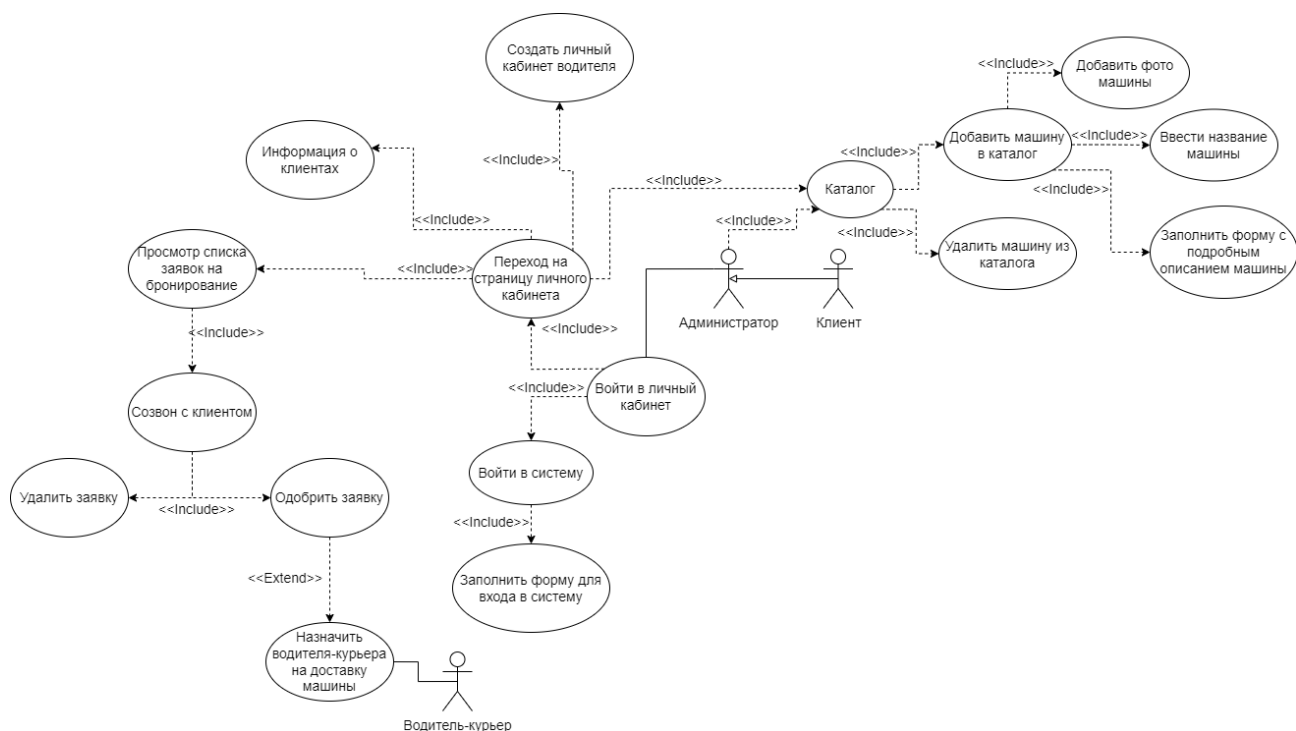 Создать личный
кабинет водителя
<<Include>>
Добавить фото
машины
Информация о
клиентах
<<Include>>
<<Include>>
Добавить машину
в каталог
<<Include>>
Ввести название
машины
<<Include>>
<<Include>>
Каталог
<<Include>>
<<Include>>
<<Include>>
<<Include>>
Просмотр списка
заявок на
бронирование
<<Include>>
Переход на
страницу личного
кабинета
Удалить машину из
каталога
Заполнить форму с
подробным
описанием машины
Администратор
Клиент
<<Include>>
<<Include>>
<<Include>>
Войти в личный
кабинет
Созвон с клиентом
Войти в систему
Удалить заявку
<<Include>>
Одобрить заявку
<<Include>>
<<Extend>>
Заполнить форму для
входа в систему
Назначить
водителя-курьера
на доставку
машины
Водитель-курьер